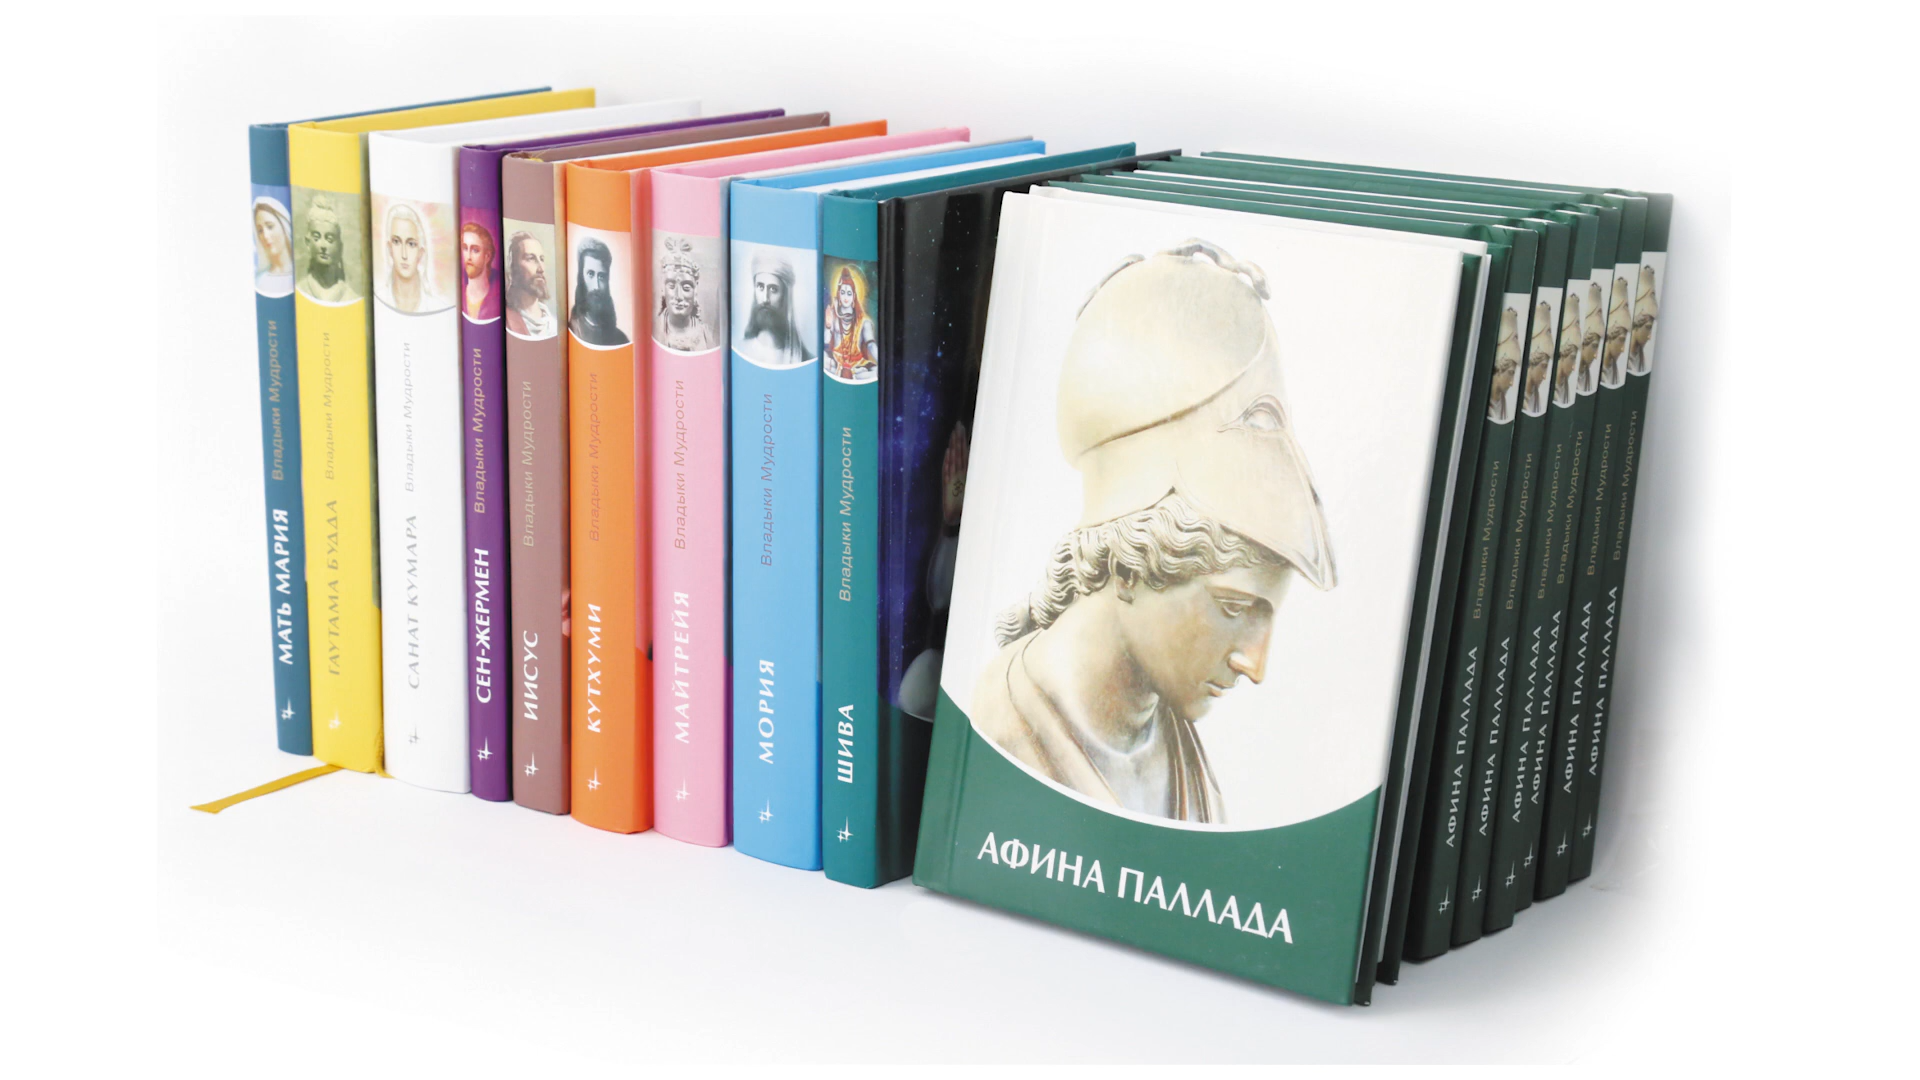 МАТЬ МАРИЯ Владыки Мудрости
ГАУТАМА БУДДА Владыки Мудрости
САНАТ КУМАРА Владыки Мудрости
СЕН-ЖЕРМЕН Владыки Мудрости
ИИСУС Владыки Мудрости
КУТХУМИ Владыки Мудрости
МАЙТРЕЙЯ Владыки Мудрости
МОРИЯ Владыки Мудрости
ШИВА Владыки Мудрости
АФИНА ПАЛЛАДА
АФИНА ПАЛЛАДА Владыки Мудрости
АФИНА ПАЛЛАДА Владыки Мудрости
АФИНА ПАЛЛАДА Владыки Мудрости
АФИНА ПАЛЛАДА Владыки Мудрости
АФИНА ПАЛЛАДА Владыки Мудрости
АФИНА ПАЛЛАДА Владыки Мудрости